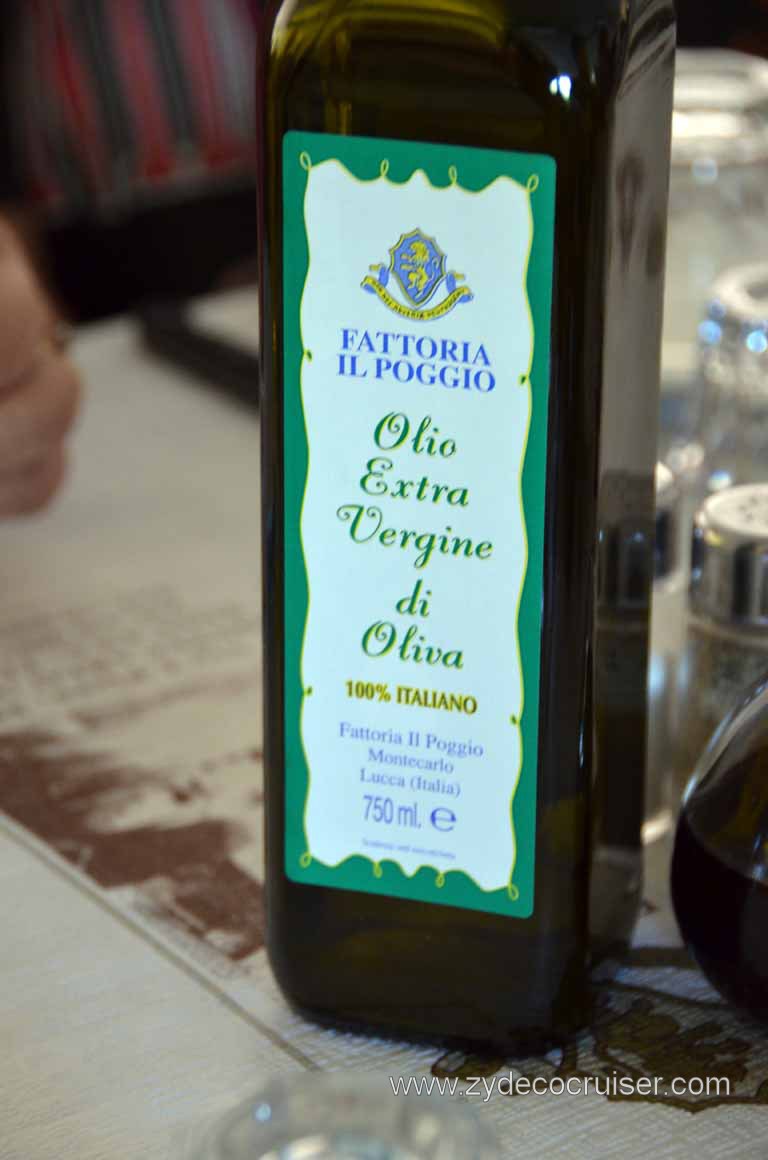 FATTORIA
IL POGGIO
Olio
Extra
Vergine
di
Oliva
100% ITALIANO
Fattoria Il Poggio
Montecarlo
Lucca (Italia)
750 ml. e
www.zydecocruiser.com